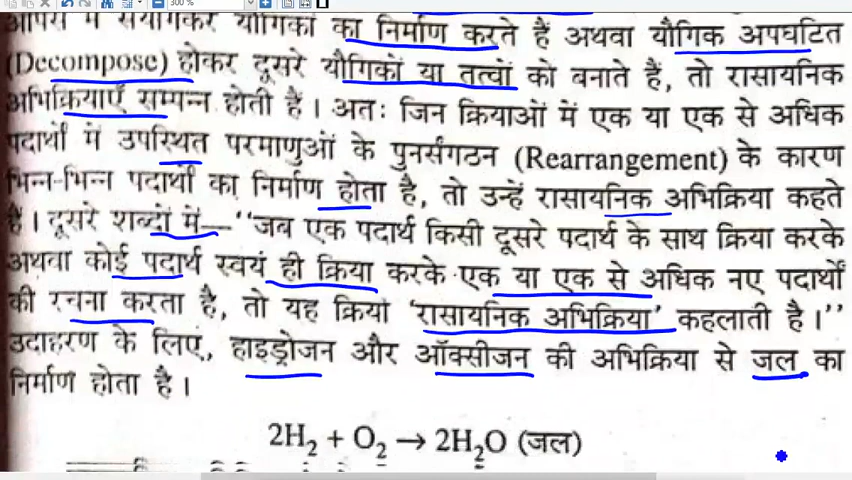 300 %
आपस में संयोगकर यौगिकों का निर्माण करते हैं अथवा यौगिक अपघटित
(Decompose) होकर दूसरे यौगिकों या तत्वों को बनाते हैं, तो रासायनिक
अभिक्रियाएँ सम्पन्न होती हैं। अतः जिन क्रियाओं में एक या एक से अधिक
पदार्थों में उपस्थित परमाणुओं के पुनर्संगठन (Rearrangement) के कारण
भिन्न-भिन्न पदार्थों का निर्माण होता है, तो उन्हें रासायनिक अभिक्रिया कहते
हैं। दूसरे शब्दों में—“जब एक पदार्थ किसी दूसरे पदार्थ के साथ क्रिया करके
अथवा कोई पदार्थ स्वयं ही क्रिया करके एक या एक से अधिक नए पदार्थों
की रचना करता है, तो यह क्रिया ‘रासायनिक अभिक्रिया’ कहलाती है।”
उदाहरण के लिए, हाइड्रोजन और ऑक्सीजन की अभिक्रिया से जल का
निर्माण होता है।
2H₂ + O₂ → 2H₂O (जल)